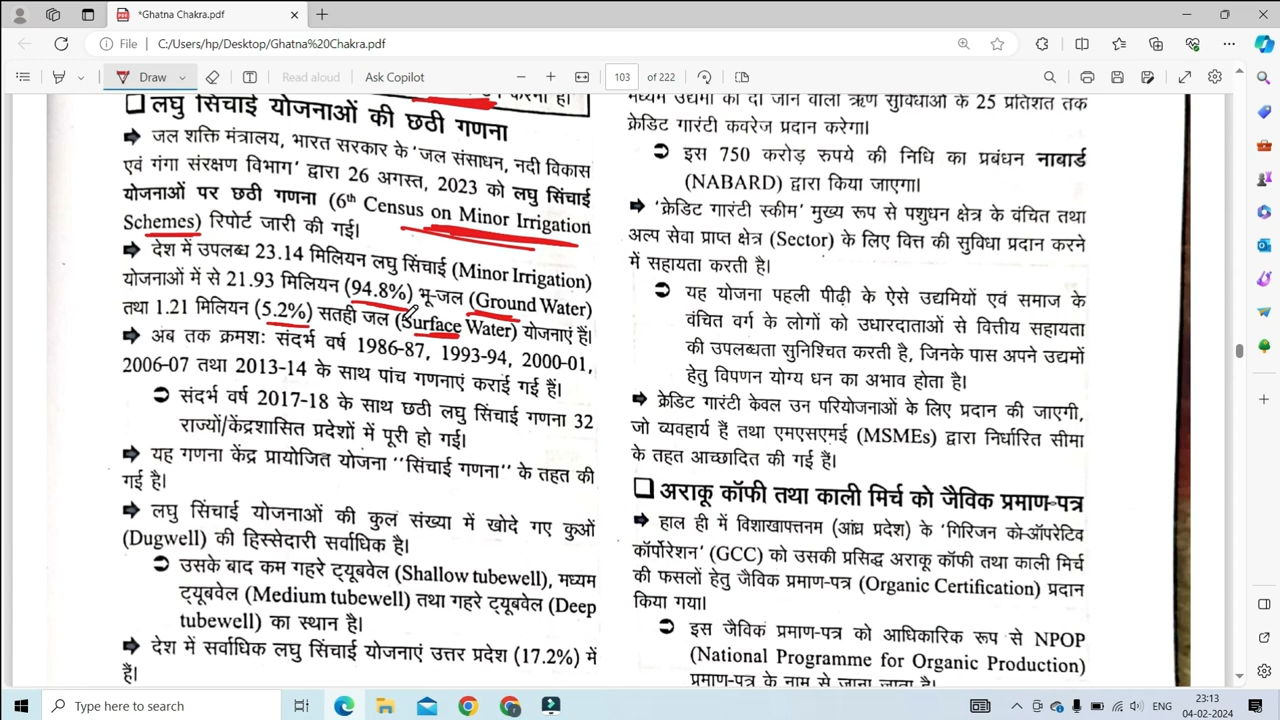 *Ghatna Chakra.pdf
File
C:/Users/hp/Desktop/Ghatna%20Chakra.pdf
Draw
Read aloud
Ask Copilot
103 of 222
करना है।
लघु सिंचाई योजनाओं की छठी गणना
जल शक्ति मंत्रालय, भारत सरकार के 'जल संसाधन, नदी विकास
एवं गंगा संरक्षण विभाग' द्वारा 26 अगस्त, 2023 को लघु सिंचाई
योजनाओं पर छठी गणना (6th Census on Minor Irrigation
Schemes) रिपोर्ट जारी की गई।
देश में उपलब्ध 23.14 मिलियन लघु सिंचाई (Minor Irrigation)
योजनाओं में से 21.93 मिलियन (94.8%) भू-जल (Ground Water)
तथा 1.21 मिलियन (5.2%) सतही जल (Surface Water) योजनाएं हैं।
अब तक क्रमशः संदर्भ वर्ष 1986-87, 1993-94, 2000-01,
2006-07 तथा 2013-14 के साथ पांच गणनाएं कराई गई हैं।
संदर्भ वर्ष 2017-18 के साथ छठी लघु सिंचाई गणना 32
राज्यों/केंद्रशासित प्रदेशों में पूरी हो गई।
यह गणना केंद्र प्रायोजित योजना ''सिंचाई गणना'' के तहत की
गई है।
लघु सिंचाई योजनाओं की कुल संख्या में खोदे गए कुओं
(Dugwell) की हिस्सेदारी सर्वाधिक है।
उसके बाद कम गहरे ट्यूबवेल (Shallow tubewell), मध्यम
ट्यूबवेल (Medium tubewell) तथा गहरे ट्यूबवेल (Deep
tubewell) का स्थान है।
देश में सर्वाधिक लघु सिंचाई योजनाएं उत्तर प्रदेश (17.2%) में
हैं।
मध्यम उद्यमों को दी जाने वाली ऋण सुविधाओं के 25 प्रतिशत तक
क्रेडिट गारंटी कवरेज प्रदान करेगा।
इस 750 करोड़ रुपये की निधि का प्रबंधन नाबार्ड
(NABARD) द्वारा किया जाएगा।
'क्रेडिट गारंटी स्कीम' मुख्य रूप से पशुधन क्षेत्र के वंचित तथा
अल्प सेवा प्राप्त क्षेत्र (Sector) के लिए वित्त की सुविधा प्रदान करने
में सहायता करती है।
यह योजना पहली पीढ़ी के ऐसे उद्यमियों एवं समाज के
वंचित वर्ग के लोगों को उधारदाताओं से वित्तीय सहायता
की उपलब्धता सुनिश्चित करती है, जिनके पास अपने उद्यमों
हेतु विपणन योग्य धन का अभाव होता है।
क्रेडिट गारंटी केवल उन परियोजनाओं के लिए प्रदान की जाएगी,
जो व्यवहार्य हैं तथा एमएसएमई (MSMEs) द्वारा निर्धारित सीमा
के तहत आच्छादित की गई हैं।
अराकू कॉफी तथा काली मिर्च को जैविक प्रमाण-पत्र
हाल ही में विशाखापत्तनम (आंध्र प्रदेश) के 'गिरिजन को-ऑपरेटिव
कॉर्पोरेशन' (GCC) को उसकी प्रसिद्ध अराकू कॉफी तथा काली मिर्च
की फसलों हेतु जैविक प्रमाण-पत्र (Organic Certification) प्रदान
किया गया।
इस जैविक प्रमाण-पत्र को आधिकारिक रूप से NPOP
(National Programme for Organic Production)
प्रमाण-पत्र के नाम से जाना जाता है।
Type here to search
ENG
23:13
04-02-2024